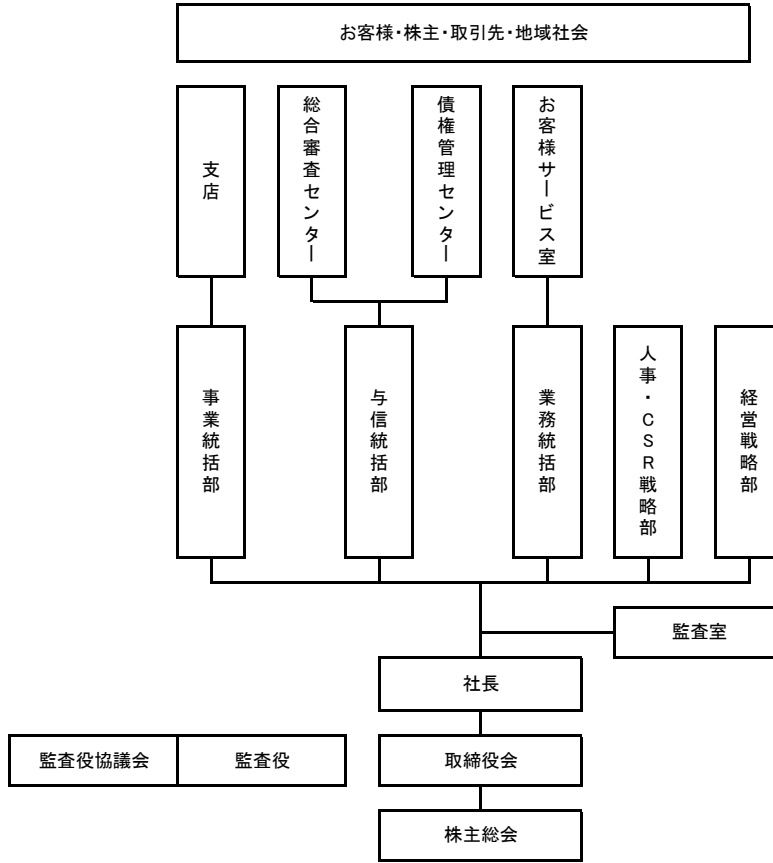 お客様・株主・取引先・地域社会
支店
総合審査センター
債権管理センター
お客様サービス室
事業統括部
与信統括部
業務統括部
人事・CSR戦略部
経営戦略部
監査室
社長
監査役協議会
監査役
取締役会
株主総会